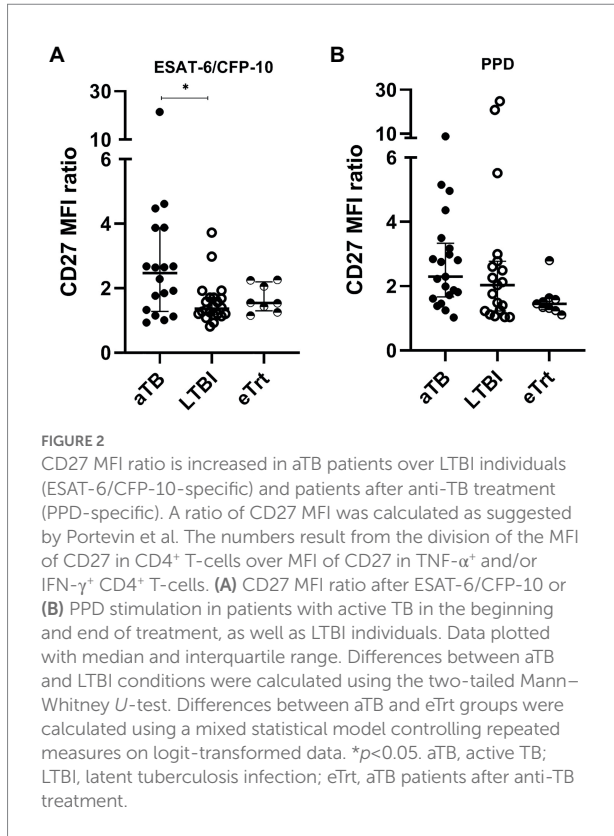 A
ESAT-6/CFP-10
*
30
10
6
4
2
0
CD27 MFI ratio
aTB
LTBI
eTrt
B
PPD
30
10
6
4
2
0
CD27 MFI ratio
aTB
LTBI
eTrt
FIGURE 2
CD27 MFI ratio is increased in aTB patients over LTBI individuals
(ESAT-6/CFP-10-specific) and patients after anti-TB treatment
(PPD-specific). A ratio of CD27 MFI was calculated as suggested
by Portevin et al. The numbers result from the division of the MFI
of CD27 in CD4⁺ T-cells over MFI of CD27 in TNF-α⁺ and/or
IFN-γ⁺ CD4⁺ T-cells. (A) CD27 MFI ratio after ESAT-6/CFP-10 or
(B) PPD stimulation in patients with active TB in the beginning
and end of treatment, as well as LTBI individuals. Data plotted
with median and interquartile range. Differences between aTB
and LTBI conditions were calculated using the two-tailed Mann–
Whitney U-test. Differences between aTB and eTrt groups were
calculated using a mixed statistical model controlling repeated
measures on logit-transformed data. *p<0.05. aTB, active TB;
LTBI, latent tuberculosis infection; eTrt, aTB patients after anti-TB
treatment.